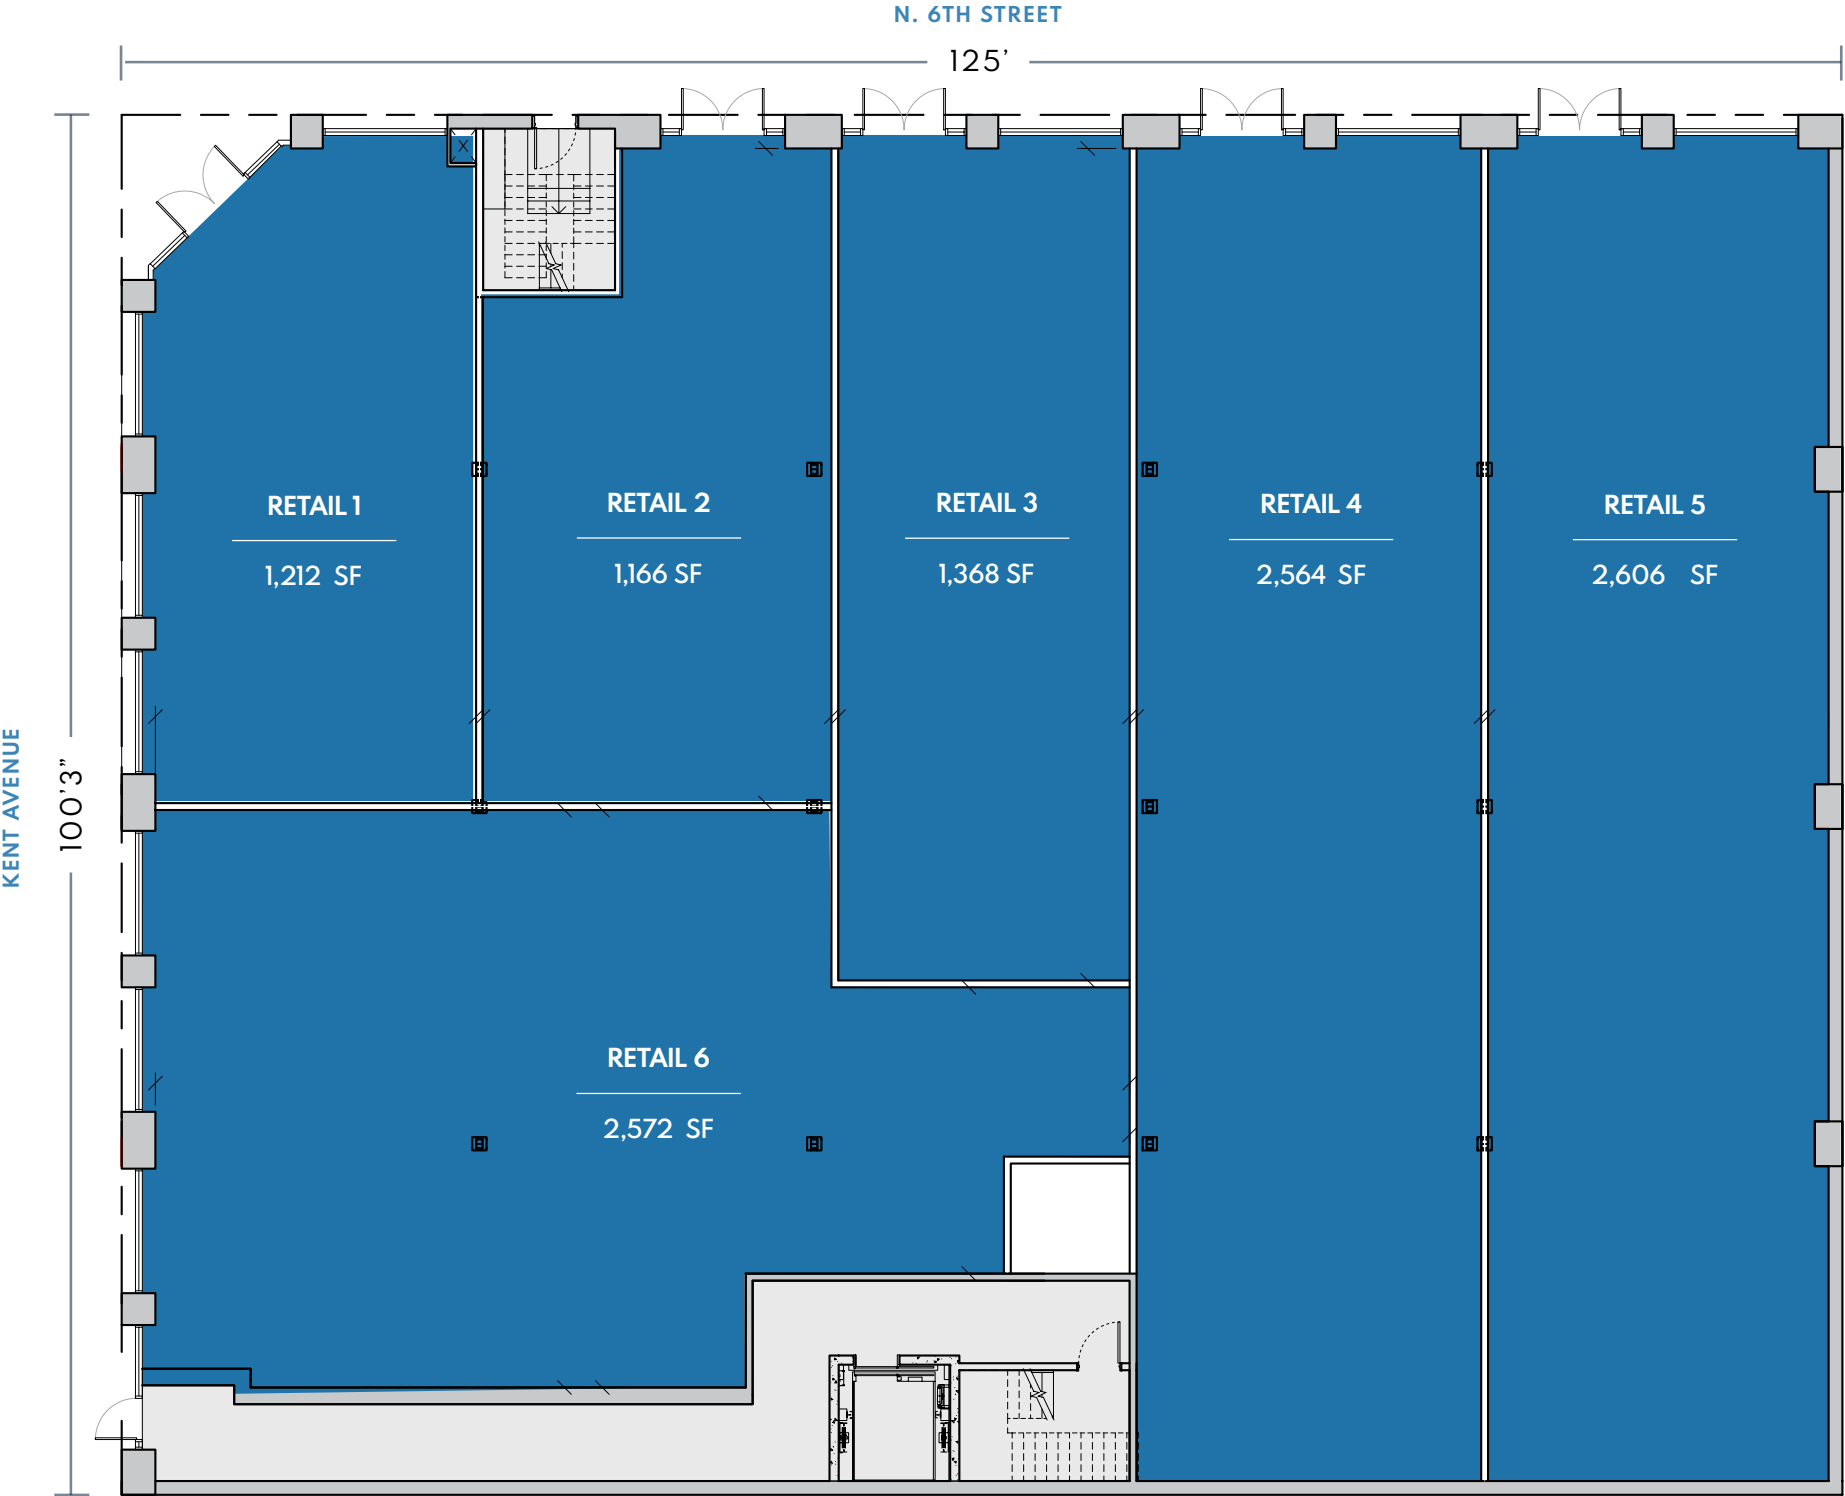 N. 6TH STREET
125’
KENT AVENUE
100’3”
RETAIL 1
1,212 SF
RETAIL 2
1,166 SF
RETAIL 3
1,368 SF
RETAIL 4
2,564 SF
RETAIL 5
2,606 SF
RETAIL 6
2,572 SF